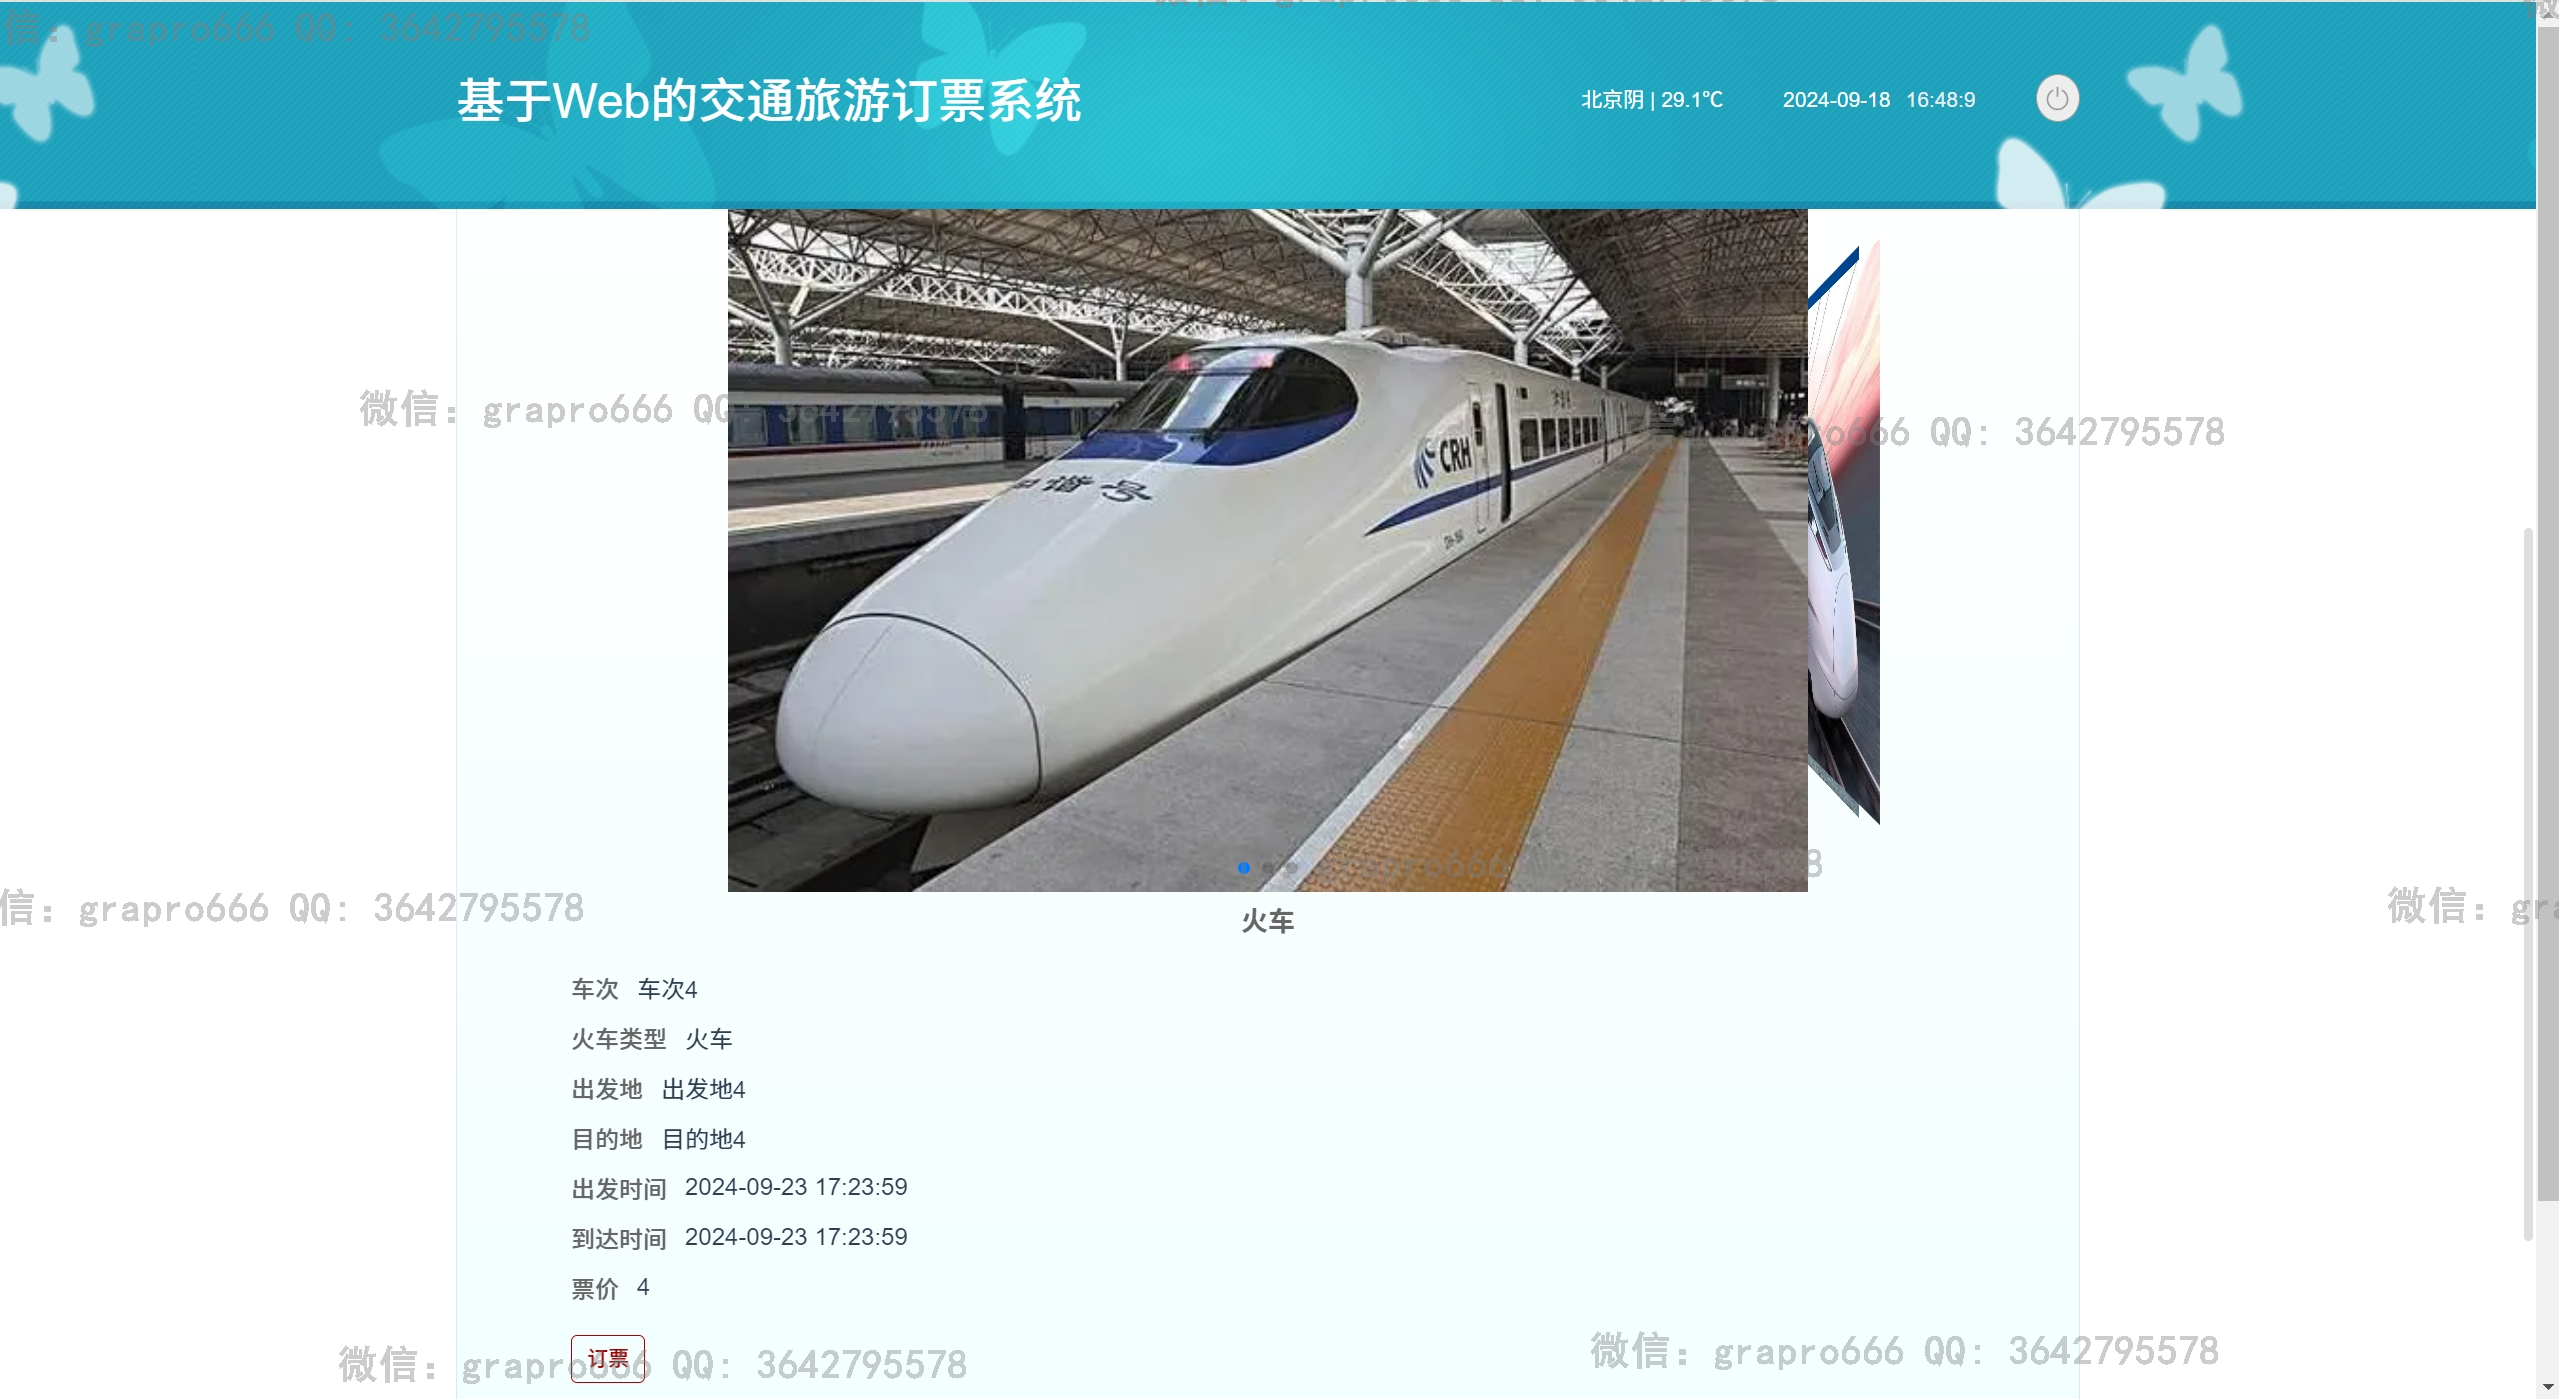 信: grapro666 QQ: 3642795578
基于Web的交通旅游订票系统
北京阴 | 29.1℃ 2024-09-18 16:48:9
微信: grapro666 QQ: 3642795578
谐号
CRH
666 QQ: 3642795578
grapro666
信: grapro666 QQ: 3642795578
微信: gra
火车
车次 车次4
火车类型 火车
出发地 出发地4
目的地 目的地4
出发时间 2024-09-23 17:23:59
到达时间 2024-09-23 17:23:59
票价 4
订票
微信: grapro666 QQ: 3642795578
微信: grapro666 QQ: 3642795578